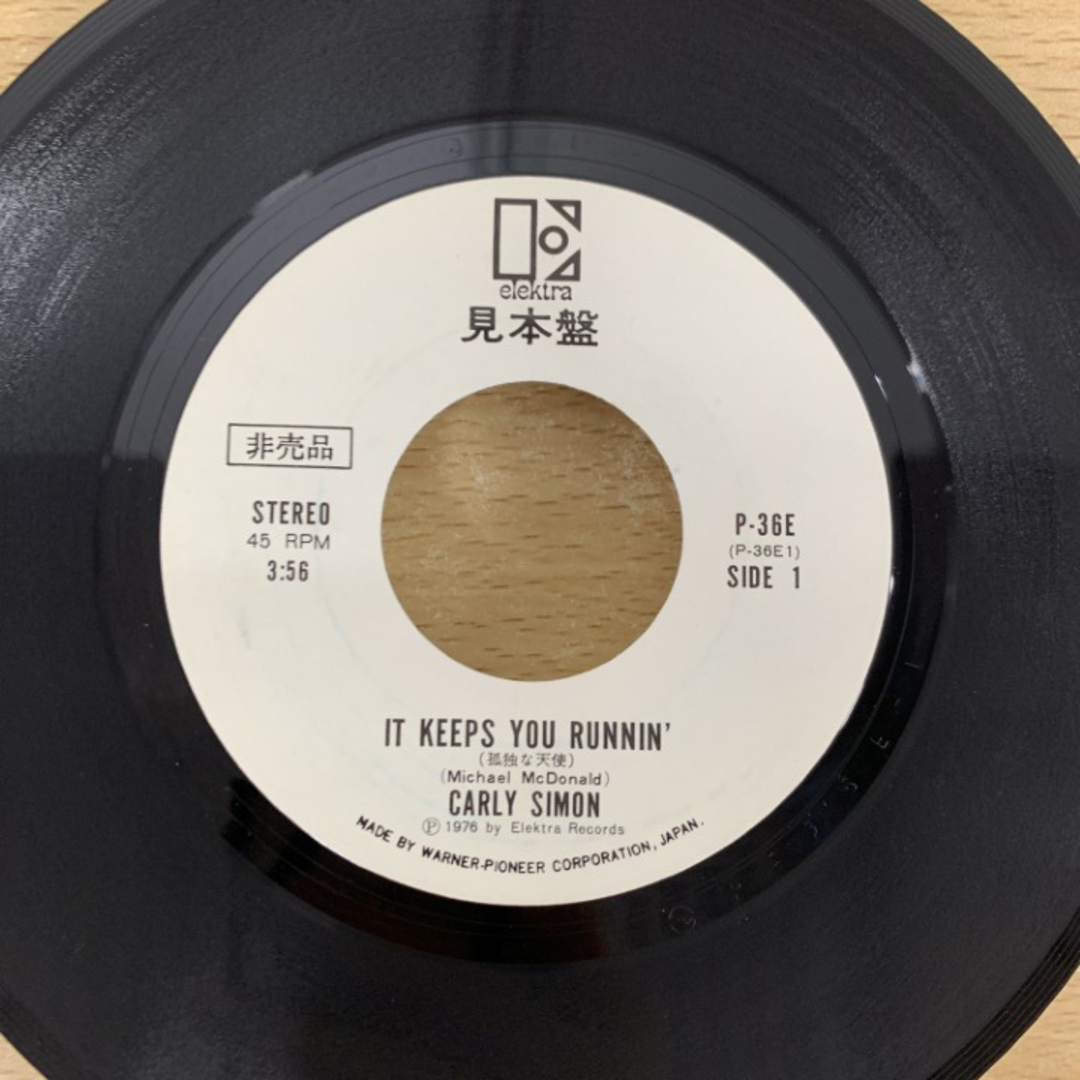 elektra
見本盤
非売品
STEREO
45 RPM
3:56
P-36E
(P-36E1)
SIDE 1
IT KEEPS YOU RUNNIN'
(孤独な天使)
(Michael McDonald)
CARLY SIMON
Ⓟ 1976 by Elektra Records
MADE BY WARNER-PIONEER CORPORATION, JAPAN.